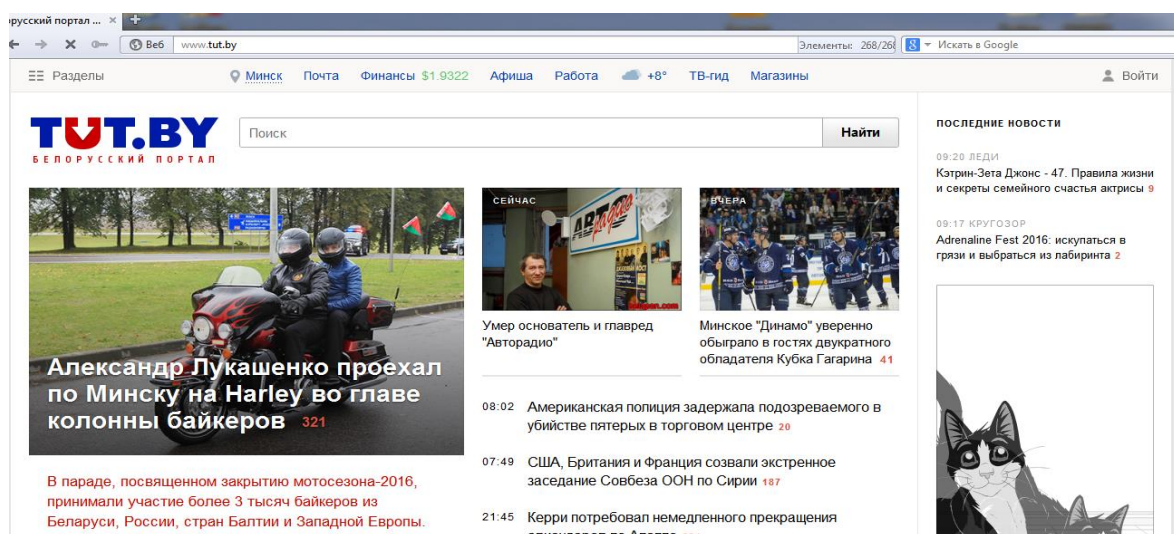 орусский портал ...
Веб
www.tut.by
Элементы: 268/268
Искать в Google
Разделы
Минск
Почта
Финансы $1.9322
Афиша
Работа
+8°
ТВ-гид
Магазины
Войти
TUT.BY
БЕЛОРУССКИЙ ПОРТАЛ
Поиск
Найти
Александр Лукашенко проехал
по Минску на Harley во главе
колонны байкеров 321
В параде, посвященном закрытию мотосезона-2016,
принимали участие более 3 тысяч байкеров из
Беларуси, России, стран Балтии и Западной Европы.
СЕЙЧАС
Умер основатель и главред
"Авторадио"
ВЧЕРА
Минское "Динамо" уверенно
обыграло в гостях двукратного
обладателя Кубка Гагарина 41
08:02 Американская полиция задержала подозреваемого в
убийстве пятерых в торговом центре 20
07:49 США, Британия и Франция созвали экстренное
заседание Совбеза ООН по Сирии 187
21:45 Керри потребовал немедленного прекращения
ПОСЛЕДНИЕ НОВОСТИ
09:20 ЛЕДИ
Кэтрин-Зета Джонс - 47. Правила жизни
и секреты семейного счастья актрисы 9
09:17 КРУГОЗОР
Adrenaline Fest 2016: искупаться в
грязи и выбраться из лабиринта 2